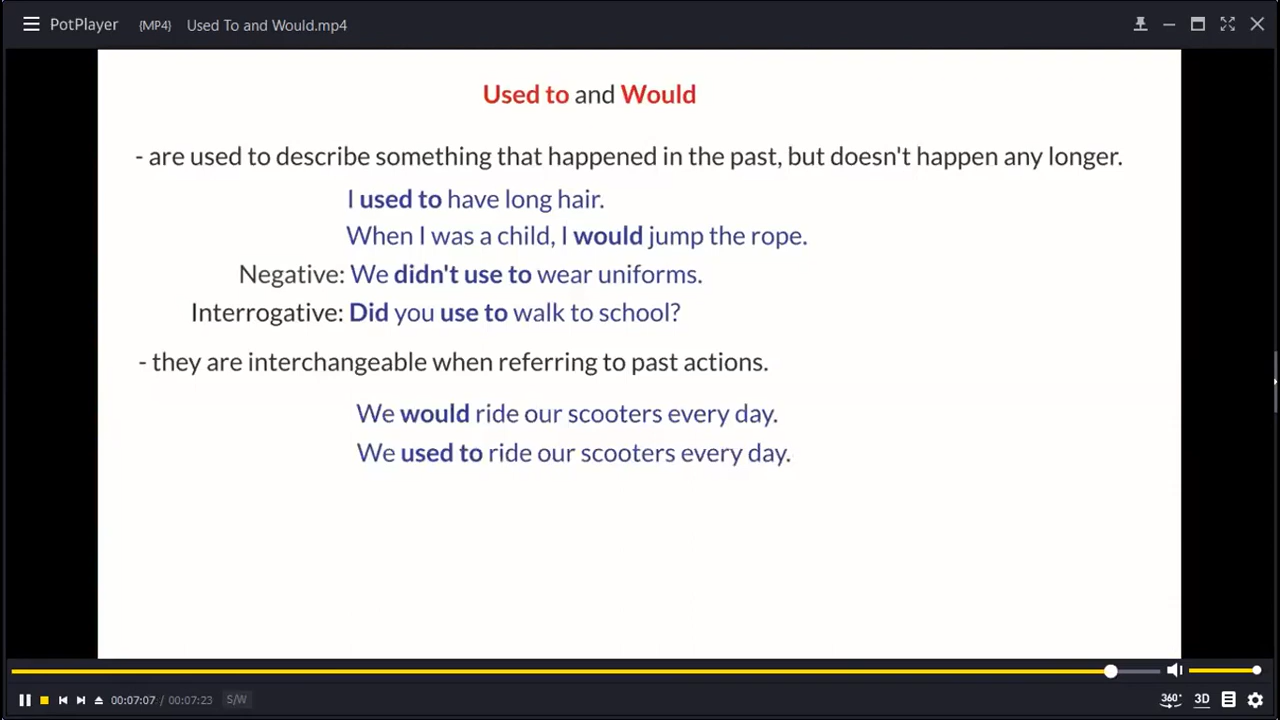 PotPlayer (MP4) Used To and Would.mp4
Used to and Would
- are used to describe something that happened in the past, but doesn't happen any longer.
I used to have long hair.
When I was a child, I would jump the rope.
Negative: We didn't use to wear uniforms.
Interrogative: Did you use to walk to school?
- they are interchangeable when referring to past actions.
We would ride our scooters every day.
We used to ride our scooters every day.
00:07:07 / 00:07:23 S/W 360° 3D